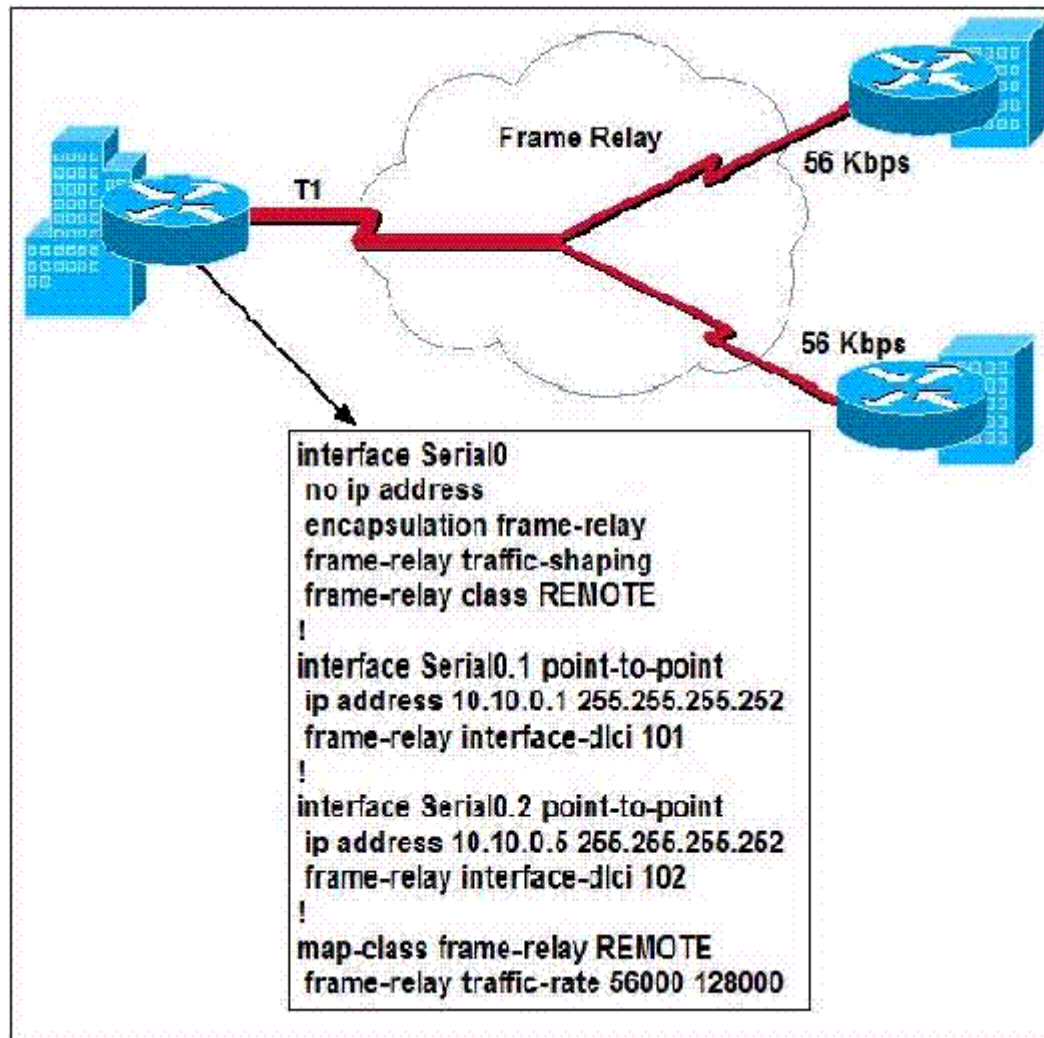 Frame Relay
56 Kbps
T1
56 Kbps
interface Serial0
no ip address
encapsulation frame-relay
frame-relay traffic-shaping
frame-relay class REMOTE
!
interface Serial0.1 point-to-point
ip address 10.10.0.1 255.255.255.252
frame-relay interface-dlci 101
!
interface Serial0.2 point-to-point
ip address 10.10.0.5 255.255.255.252
frame-relay interface-dlci 102
!
map-class frame-relay REMOTE
frame-relay traffic-rate 56000 128000